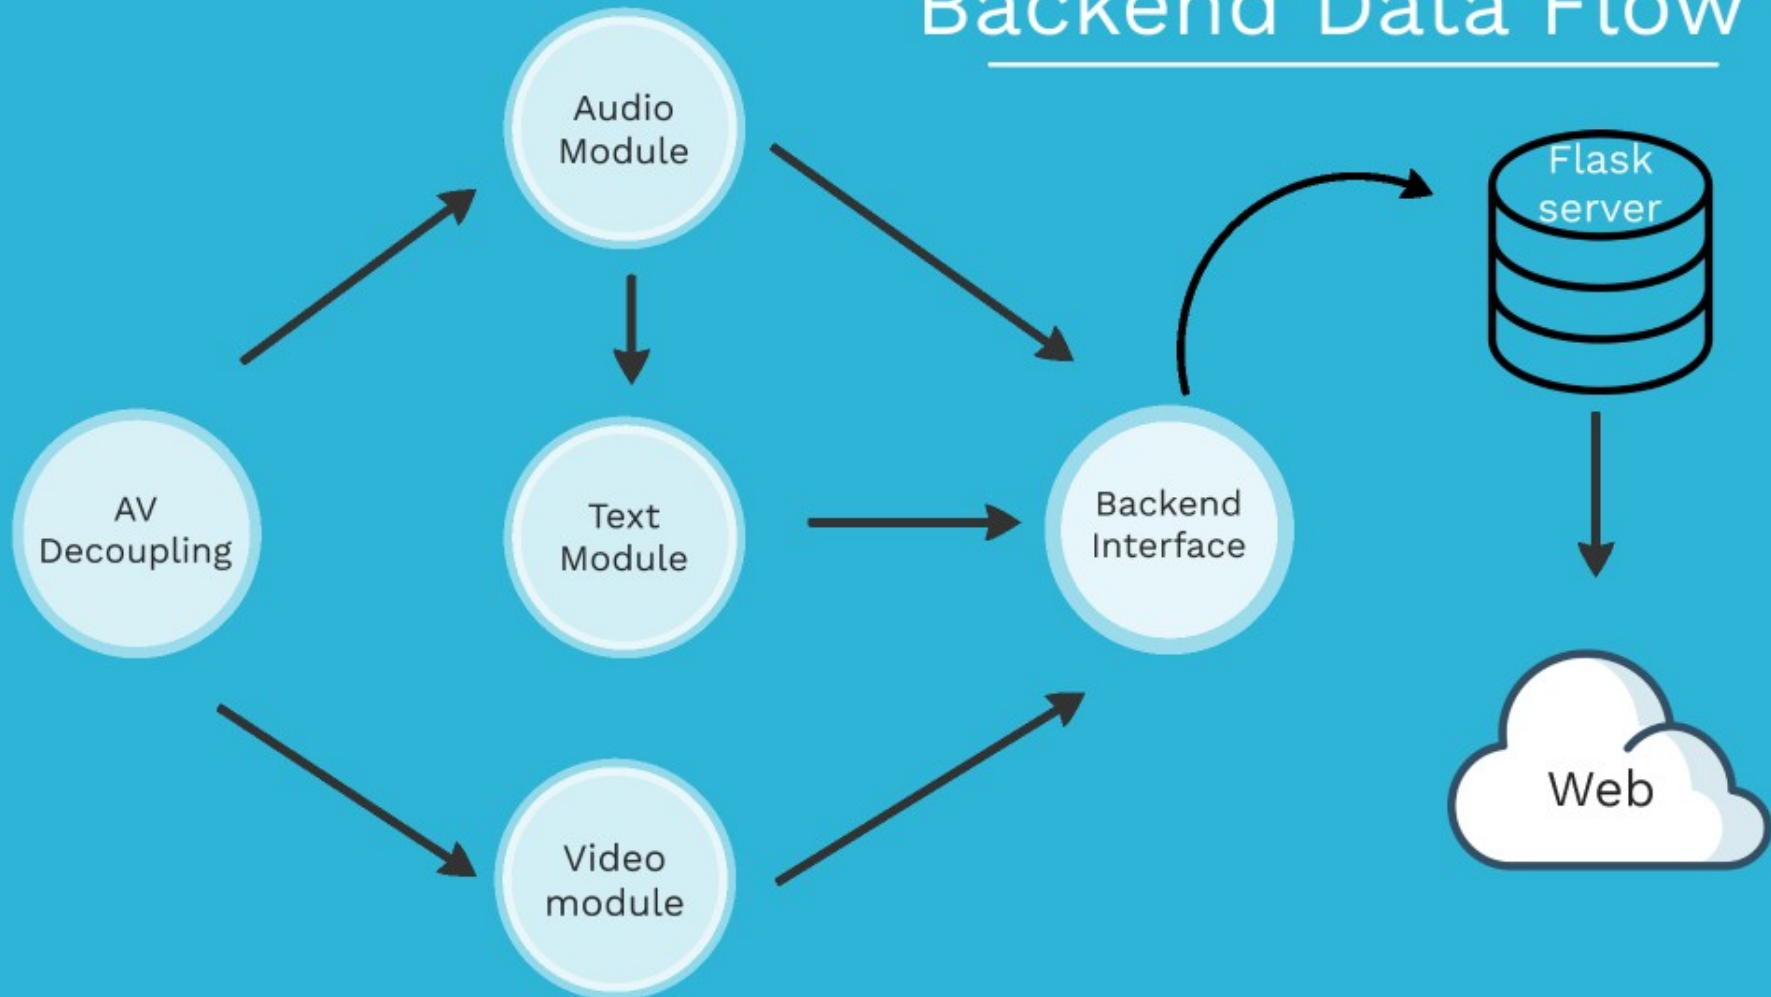 Backend Data Flow
Audio
Module
Flask
server
AV
Decoupling
Text
Module
Backend
Interface
Video
module
Web